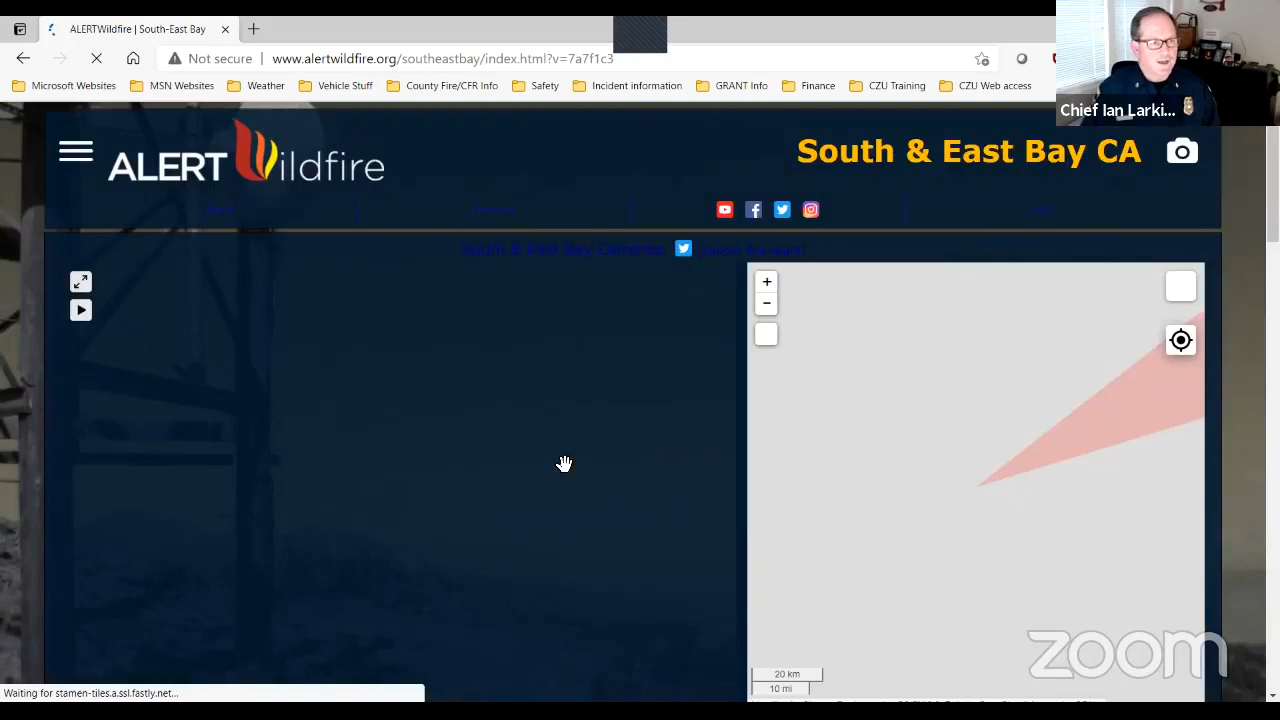 ALERTWildfire | South-East Bay
Not secure | www.alertwildfire.org/southeastbay/index.html?v=7a7f1c3
Microsoft Websites MSN Websites Weather Vehicle Stuff County Fire/CFR Info Safety Incident information GRANT Info Finance CZU Training CZU Web access
Chief Ian Larki...
ALERT Wildfire
South & East Bay CA
South & East Bay Cameras
+
−
20 km
10 mi
zoom
Waiting for stamen-tiles.a.ssl.fastly.net...